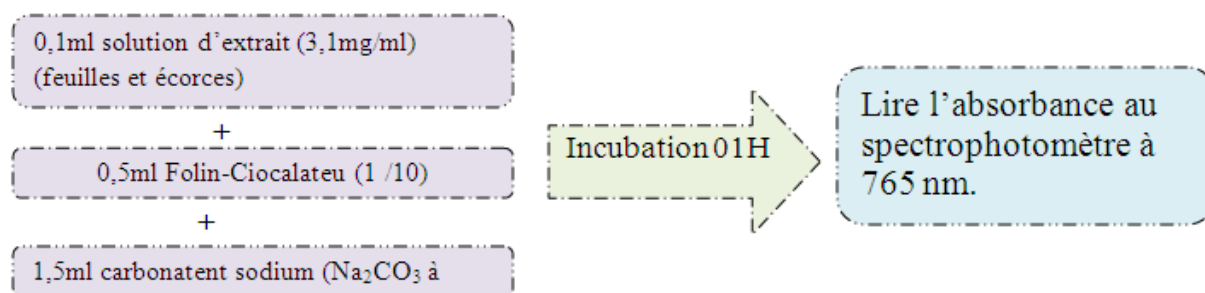 0,1ml solution d'extrait (3,1mg/ml)
(feuilles et écorces)
+
0,5ml Folin-Ciocalateu (1 /10)
+
1,5ml carbonatent sodium (Na₂CO₃ à
Incubation 01H
Lire l'absorbance au
spectrophotomètre à
765 nm.